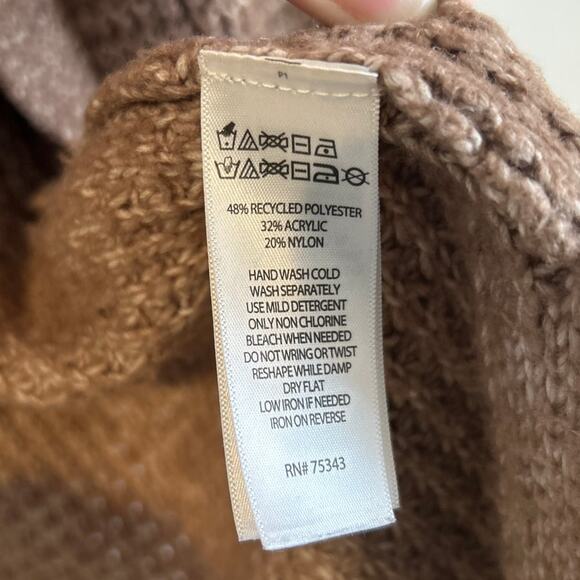 P1
48% RECYCLED POLYESTER
32% ACRYLIC
20% NYLON
HAND WASH COLD
WASH SEPARATELY
USE MILD DETERGENT
ONLY NON CHLORINE
BLEACH WHEN NEEDED
DO NOT WRING OR TWIST
RESHAPE WHILE DAMP
DRY FLAT
LOW IRON IF NEEDED
IRON ON REVERSE
RN# 75343